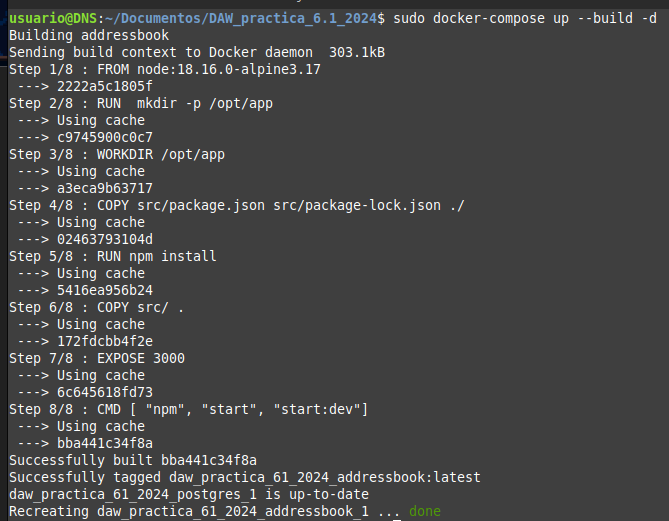 usuario@DNS:~/Documentos/DAW_practica_6.1_2024$ sudo docker-compose up --build -d
Building addressbook
Sending build context to Docker daemon  303.1kB
Step 1/8 : FROM node:18.16.0-alpine3.17
 ---> 2222a5c1805f
Step 2/8 : RUN  mkdir -p /opt/app
 ---> Using cache
 ---> c9745900c0c7
Step 3/8 : WORKDIR /opt/app
 ---> Using cache
 ---> a3eca9b63717
Step 4/8 : COPY src/package.json src/package-lock.json ./
 ---> Using cache
 ---> 02463793104d
Step 5/8 : RUN npm install
 ---> Using cache
 ---> 5416ea956b24
Step 6/8 : COPY src/ .
 ---> Using cache
 ---> 172fdcbb4f2e
Step 7/8 : EXPOSE 3000
 ---> Using cache
 ---> 6c645618fd73
Step 8/8 : CMD [ "npm", "start", "start:dev"]
 ---> Using cache
 ---> bba441c34f8a
Successfully built bba441c34f8a
Successfully tagged daw_practica_61_2024_addressbook:latest
daw_practica_61_2024_postgres_1 is up-to-date
Recreating daw_practica_61_2024_addressbook_1 ... done